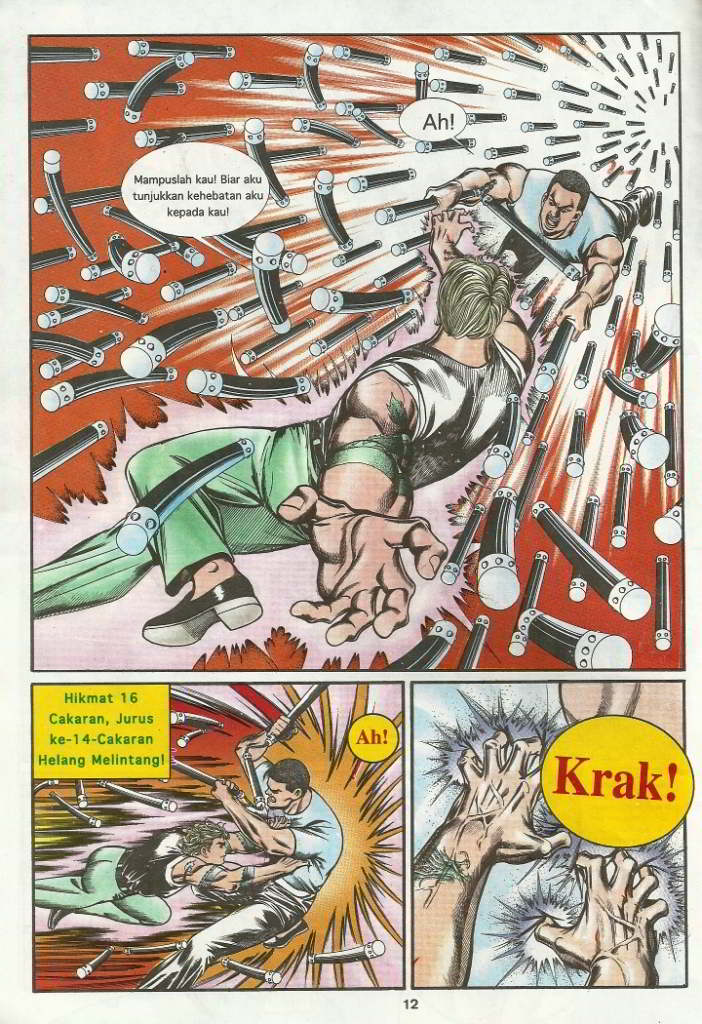 Ah!
Mampuslah kau! Biar aku
tunjukkan kehebatan aku
kepada kau!
Hikmat 16
Cakaran, Jurus
ke-14-Cakaran
Helang Melintang!
Ah!
Krak!
12